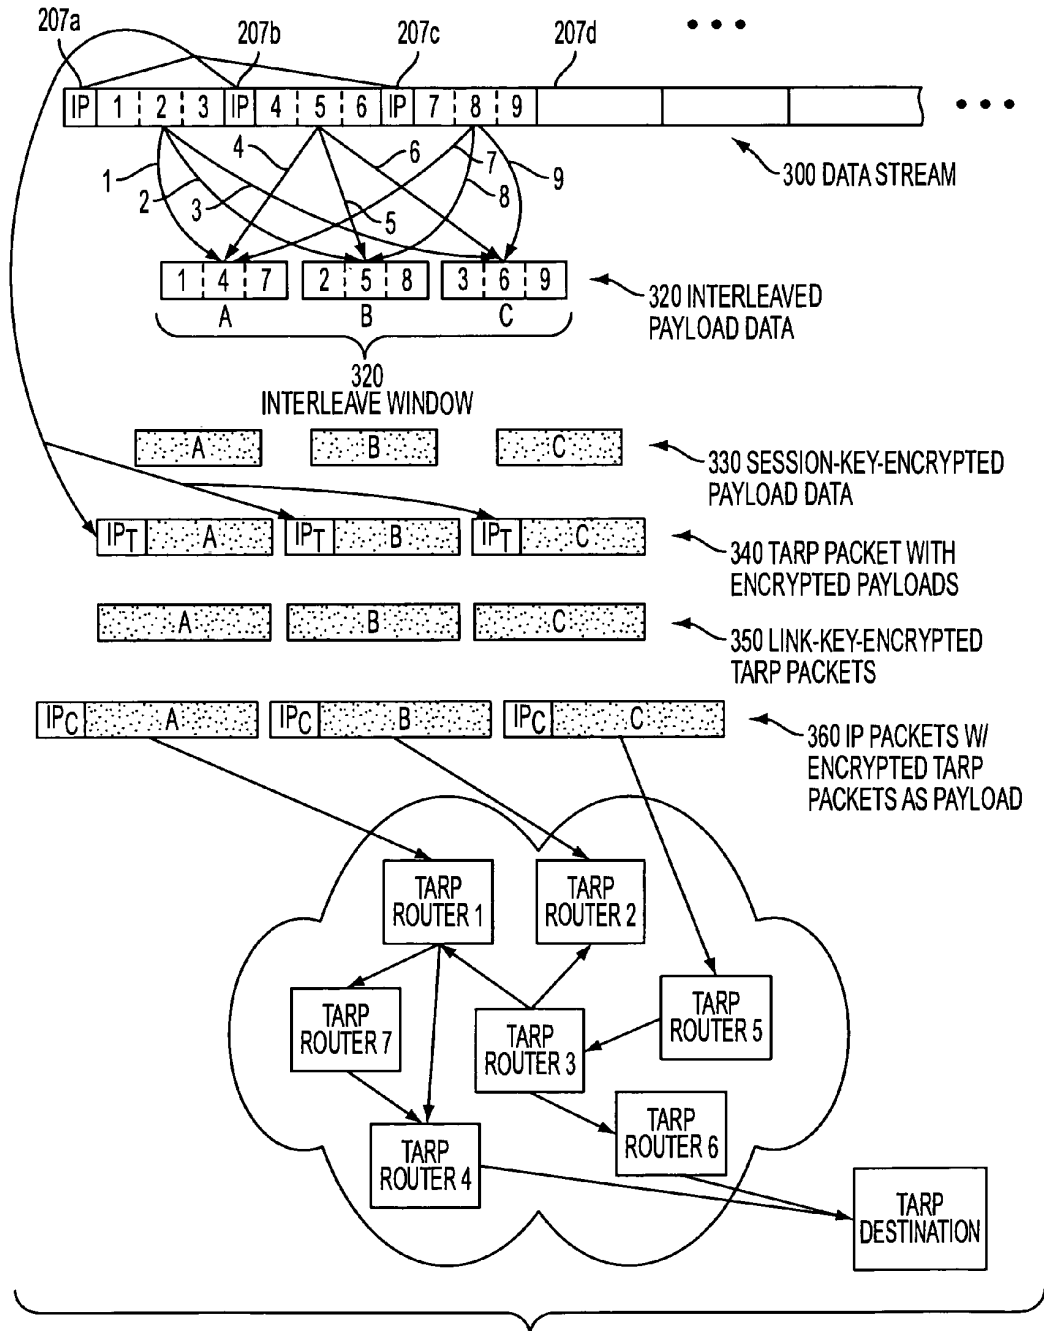 207a
207b
207c
207d
IP 1 2 3 IP 4 5 6 IP 7 8 9
300 DATA STREAM
1
2
3
4
5
6
7
8
9
1 4 7
2 5 8
3 6 9
A
B
C
320 INTERLEAVED
PAYLOAD DATA
320
INTERLEAVE WINDOW
A
B
C
330 SESSION-KEY-ENCRYPTED
PAYLOAD DATA
IPT A
IPT B
IPT C
340 TARP PACKET WITH
ENCRYPTED PAYLOADS
A
B
C
350 LINK-KEY-ENCRYPTED
TARP PACKETS
IPC A
IPC B
IPC C
360 IP PACKETS W/
ENCRYPTED TARP
PACKETS AS PAYLOAD
TARP
ROUTER 1
TARP
ROUTER 2
TARP
ROUTER 7
TARP
ROUTER 3
TARP
ROUTER 5
TARP
ROUTER 4
TARP
ROUTER 6
TARP
DESTINATION